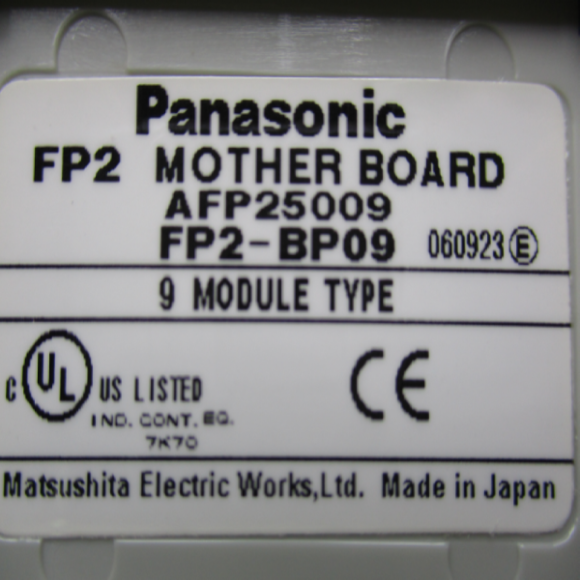 Panasonic
FP2 MOTHER BOARD
AFP25009
FP2-BP09 060923 E
9 MODULE TYPE
C UL US LISTED CE
IND. CONT. EQ.
7K70
Matsushita Electric Works,Ltd. Made in Japan